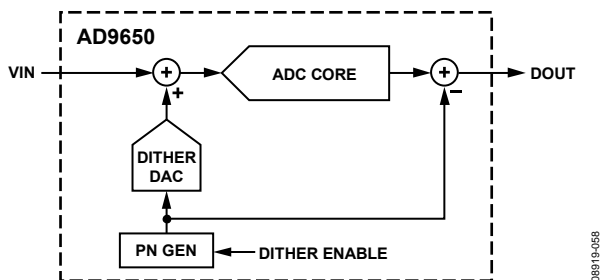 AD9650
VIN
+
+
ADC CORE
+
−
DOUT
DITHER
DAC
PN GEN
DITHER ENABLE
08919-058